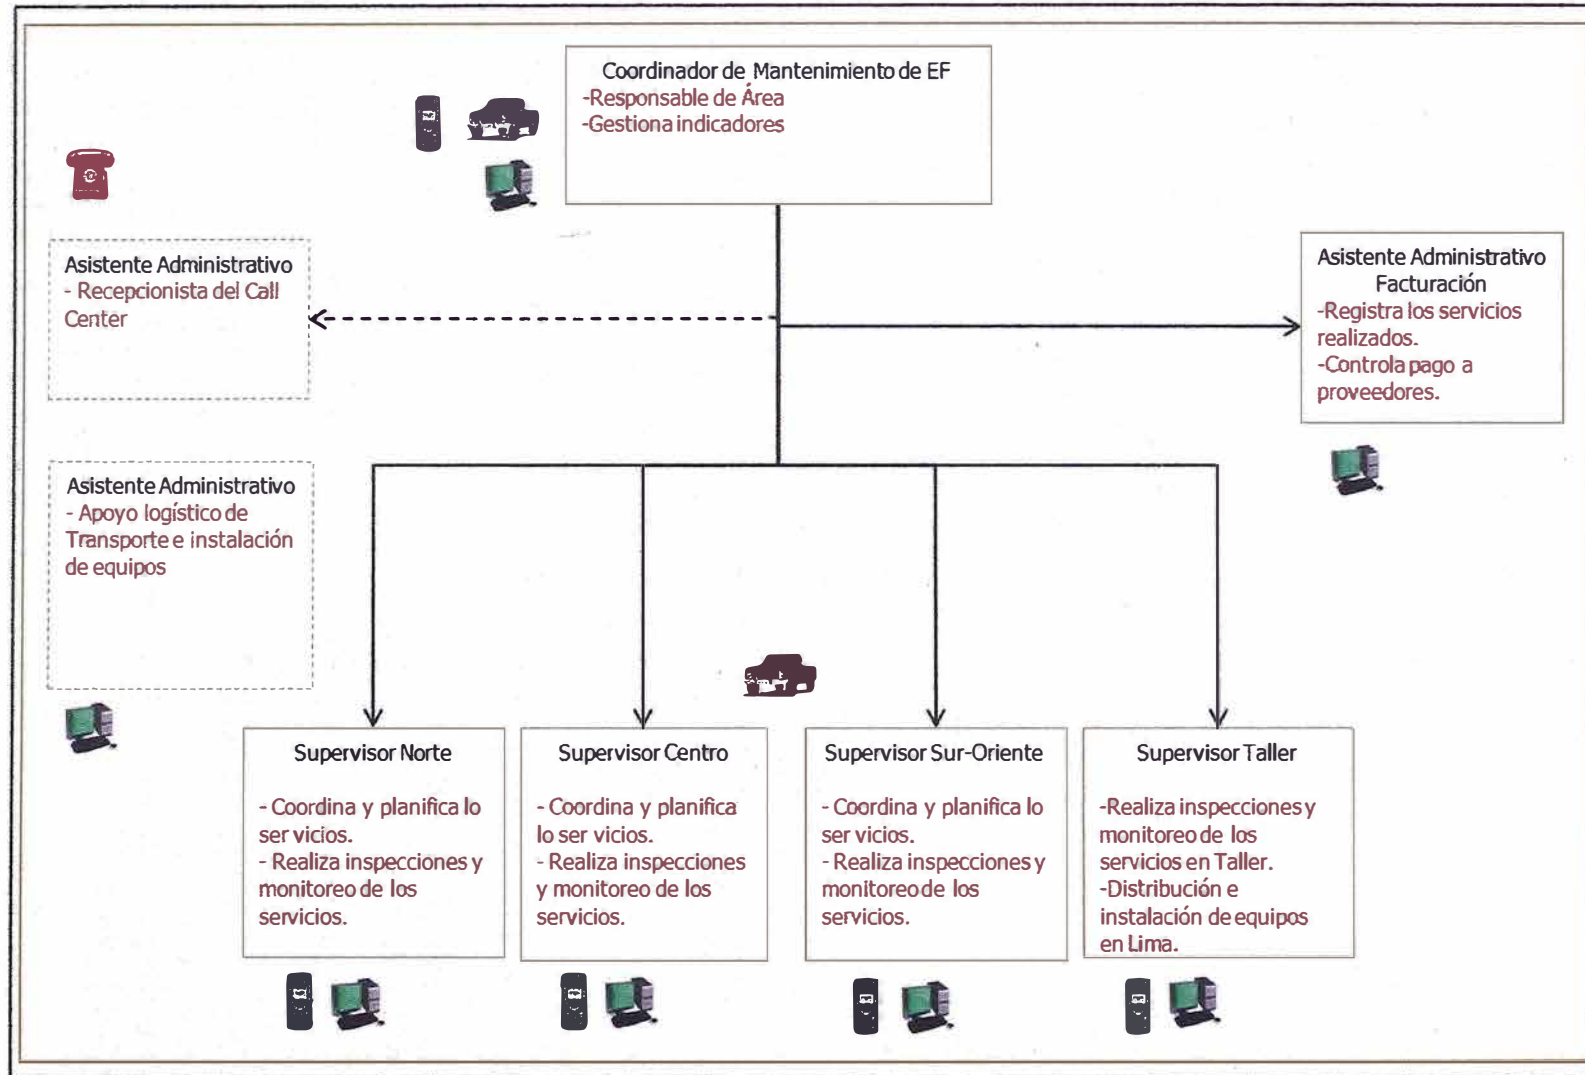 Coordinador de Mantenimiento de EF
-Responsable de Área
-Gestiona indicadores
Asistente Administrativo
- Recepcionista del Call
Center
Asistente Administrativo
Facturación
-Registra los servicios
realizados.
-Controla pago a
proveedores.
Asistente Administrativo
- Apoyo logístico de
Transporte e instalación
de equipos
Supervisor Norte
- Coordina y planifica lo
ser vicios.
- Realiza inspecciones y
monitoreo de los
servicios.
Supervisor Centro
- Coordina y planifica
lo ser vicios.
- Realiza inspecciones
y monitoreo de los
servicios.
Supervisor Sur-Oriente
- Coordina y planifica lo
ser vicios.
- Realiza inspecciones y
monitoreo de los
servicios.
Supervisor Taller
-Realiza inspecciones y
monitoreo de los
servicios en Taller.
-Distribución e
instalación de equipos
en Lima.